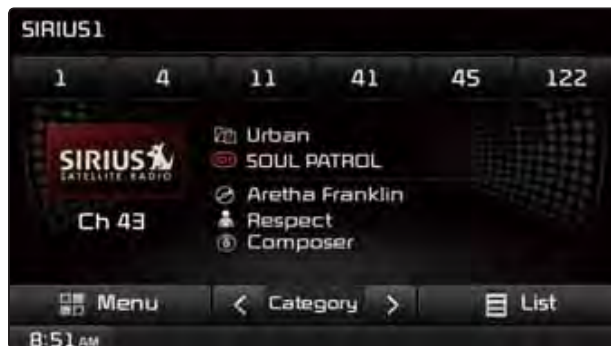 SIRIUS1
1 4 11 41 45 122
Urban
SIRIUS
SATELLITE RADIO
SOUL PATROL
Aretha Franklin
Ch 43
Respect
Composer
Menu < Category > List
8:51 AM